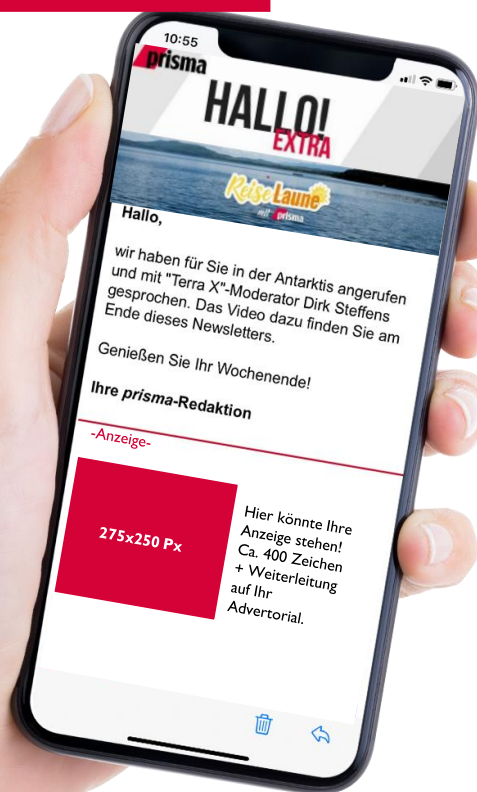 10:55
prisma
HALLO!
EXTRA
Reise Laune
mit prisma
Hallo,
wir haben für Sie in der Antarktis angerufen
und mit "Terra X"-Moderator Dirk Steffens
gesprochen. Das Video dazu finden Sie am
Ende dieses Newsletters.
Genießen Sie Ihr Wochenende!
Ihre prisma-Redaktion
-Anzeige-
275x250 Px
Hier könnte Ihre
Anzeige stehen!
Ca. 400 Zeichen
+ Weiterleitung
auf Ihr
Advertorial.